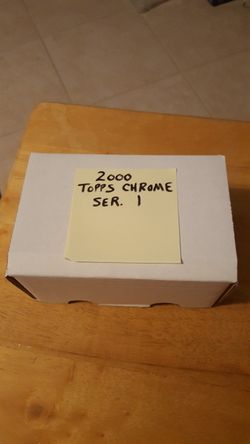 2000
TOPPS CHROME
SER. 1